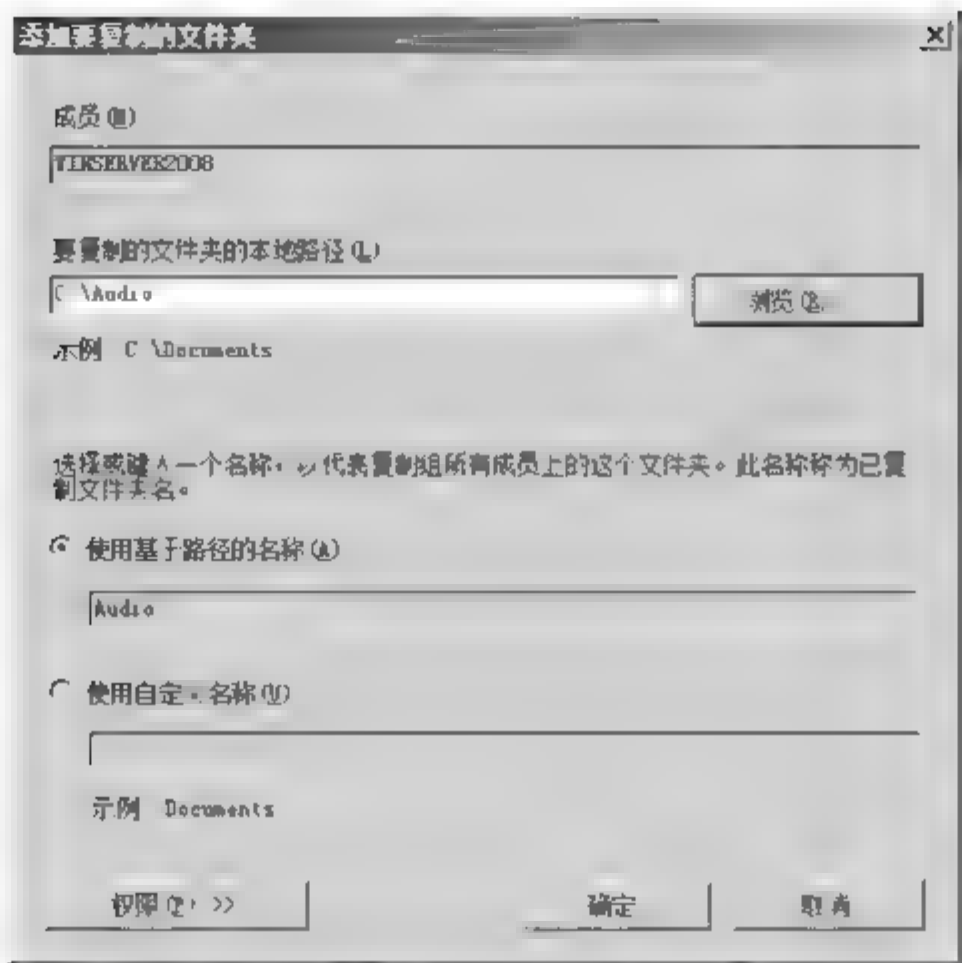 添加要复制的文件夹
成员(M)
WINSERVER2008
要复制的文件夹的本地路径(L)
C:\Audio
浏览(B)...
示例: C:\Documents
选择或键入一个名称，以代表复制组所有成员上的这个文件夹。此名称称为已复
制文件夹名。
使用基于路径的名称(A)
Audio
使用自定义名称(U)
示例: Documents
权限(P) >>
确定
取消